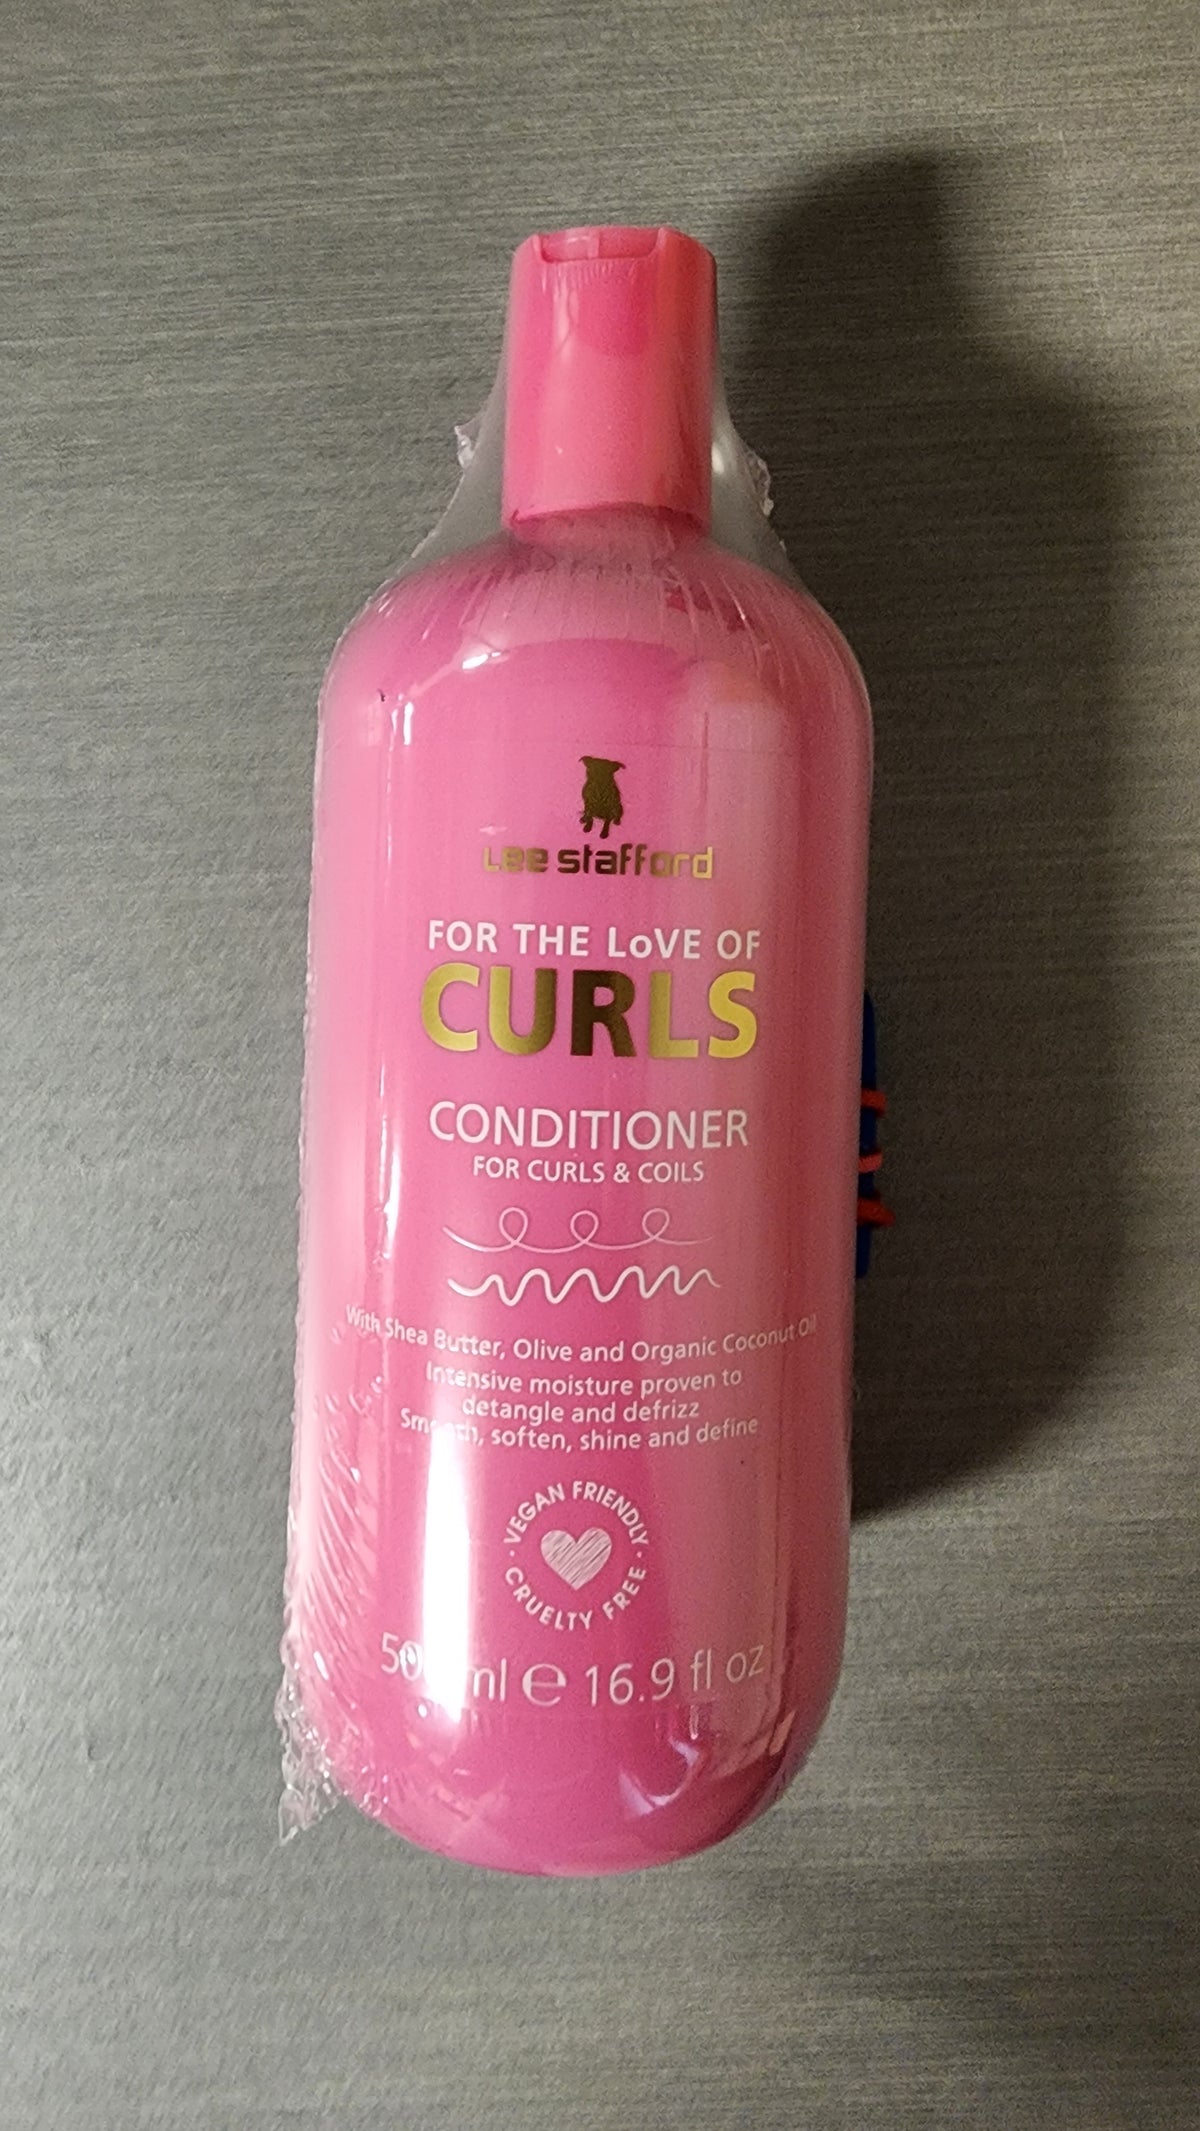 Lee Stafford
FOR THE LoVE OF
CURLS
CONDITIONER
FOR CURLS & COILS
With Shea Butter, Olive and Organic Coconut Oil
Intensive moisture proven to
detangle and defrizz
Smooth, soften, shine and define
VEGAN FRIENDLY
CRUELTY FREE
500ml e 16.9 fl oz